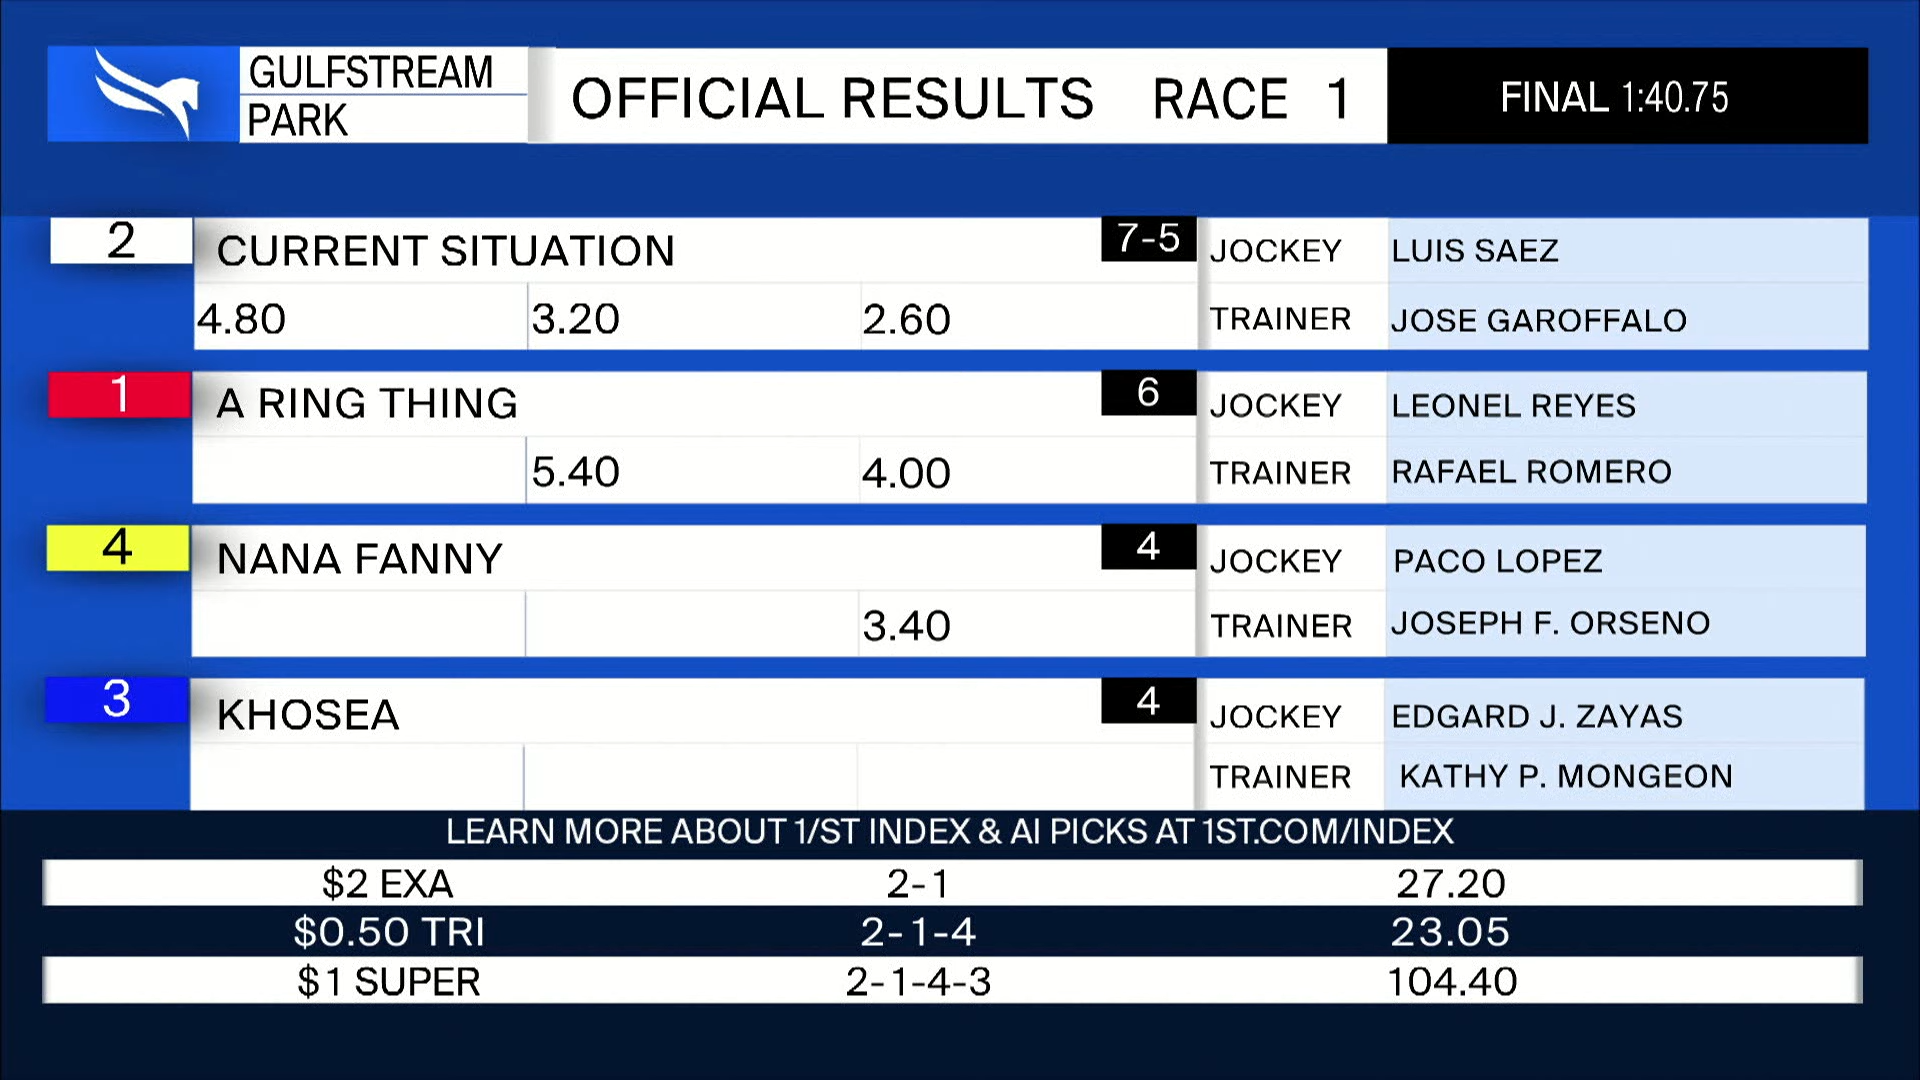 GULFSTREAM
PARK
OFFICIAL RESULTS RACE 1
FINAL 1:40.75
2 CURRENT SITUATION 7-5 JOCKEY LUIS SAEZ
4.80 3.20 2.60 TRAINER JOSE GAROFFALO
1 A RING THING 6 JOCKEY LEONEL REYES
5.40 4.00 TRAINER RAFAEL ROMERO
4 NANA FANNY 4 JOCKEY PACO LOPEZ
3.40 TRAINER JOSEPH F. ORSENO
3 KHOSEA 4 JOCKEY EDGARD J. ZAYAS
TRAINER KATHY P. MONGEON
LEARN MORE ABOUT 1/ST INDEX & AI PICKS AT 1ST.COM/INDEX
$2 EXA 2-1 27.20
$0.50 TRI 2-1-4 23.05
$1 SUPER 2-1-4-3 104.40